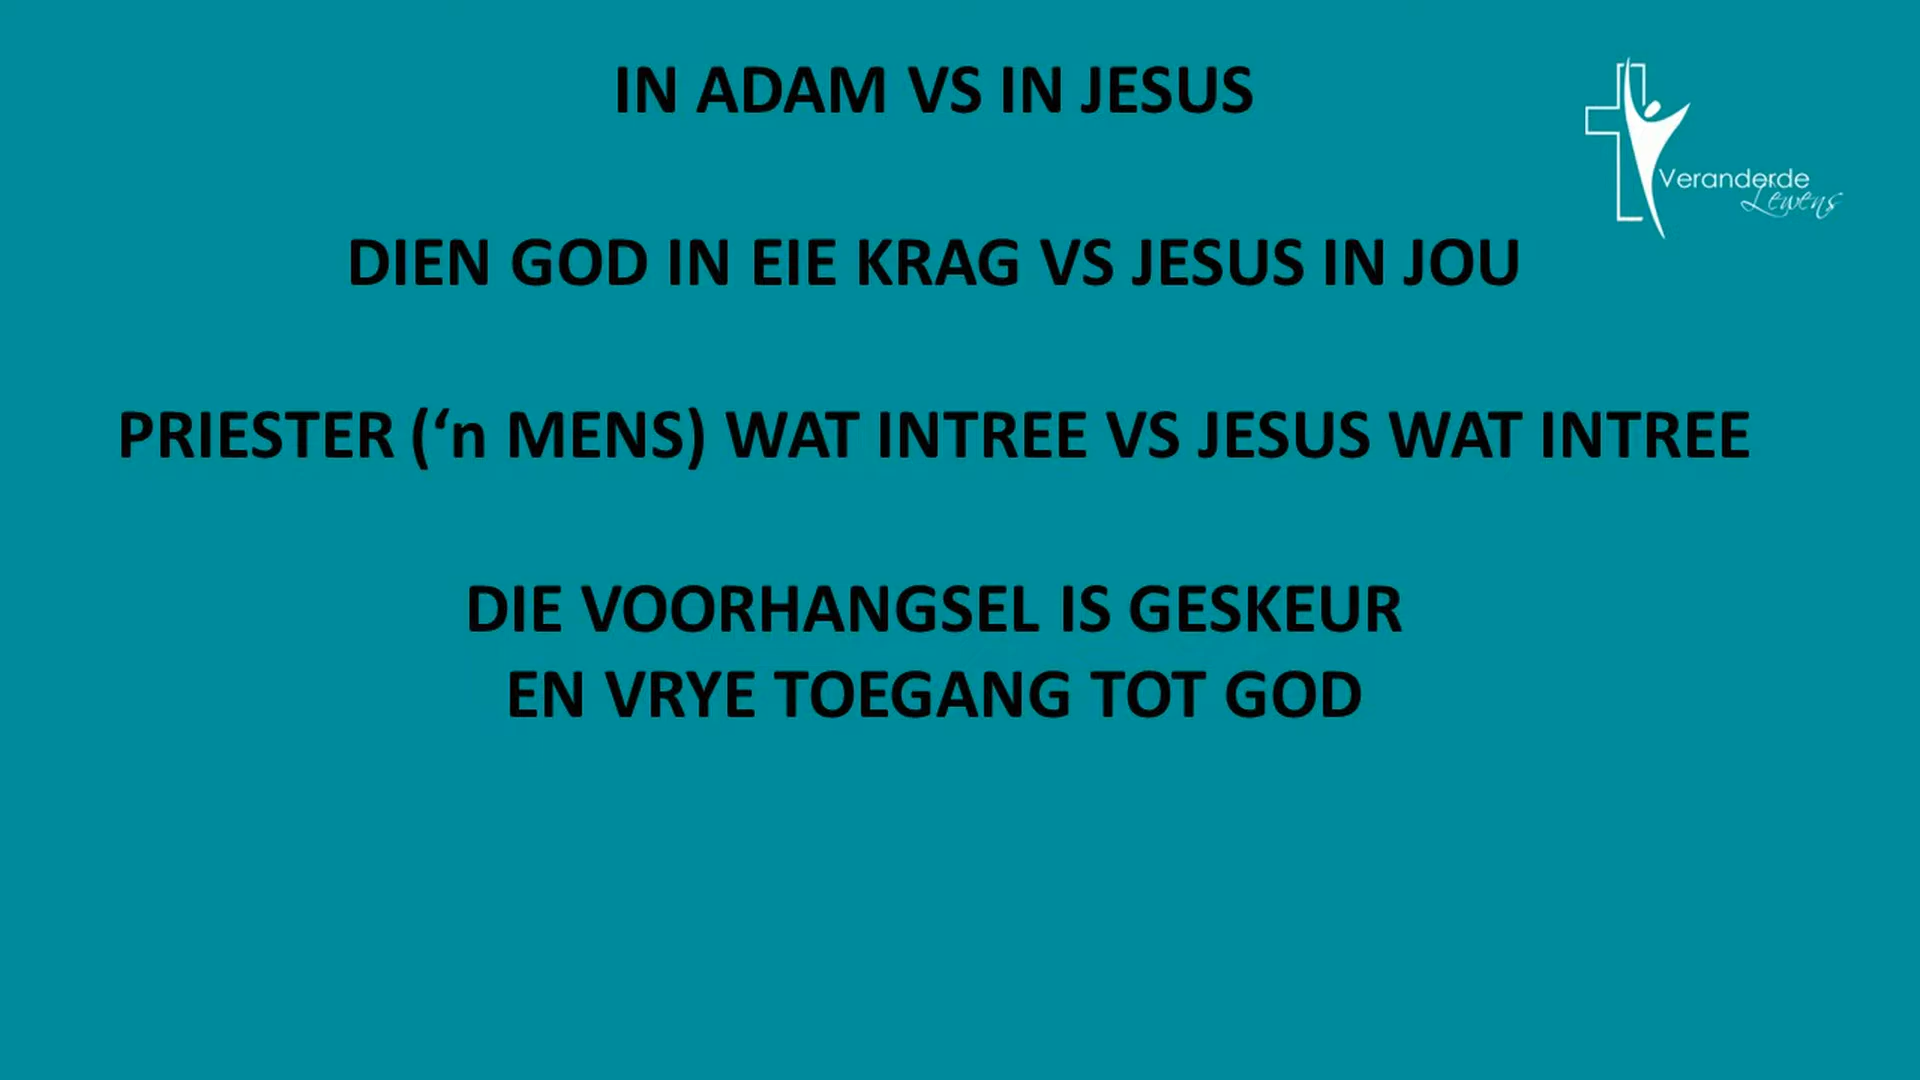 IN ADAM VS IN JESUS
Veranderde
Lewens
DIEN GOD IN EIE KRAG VS JESUS IN JOU
PRIESTER (‘n MENS) WAT INTREE VS JESUS WAT INTREE
DIE VOORHANGSEL IS GESKEUR
EN VRYE TOEGANG TOT GOD